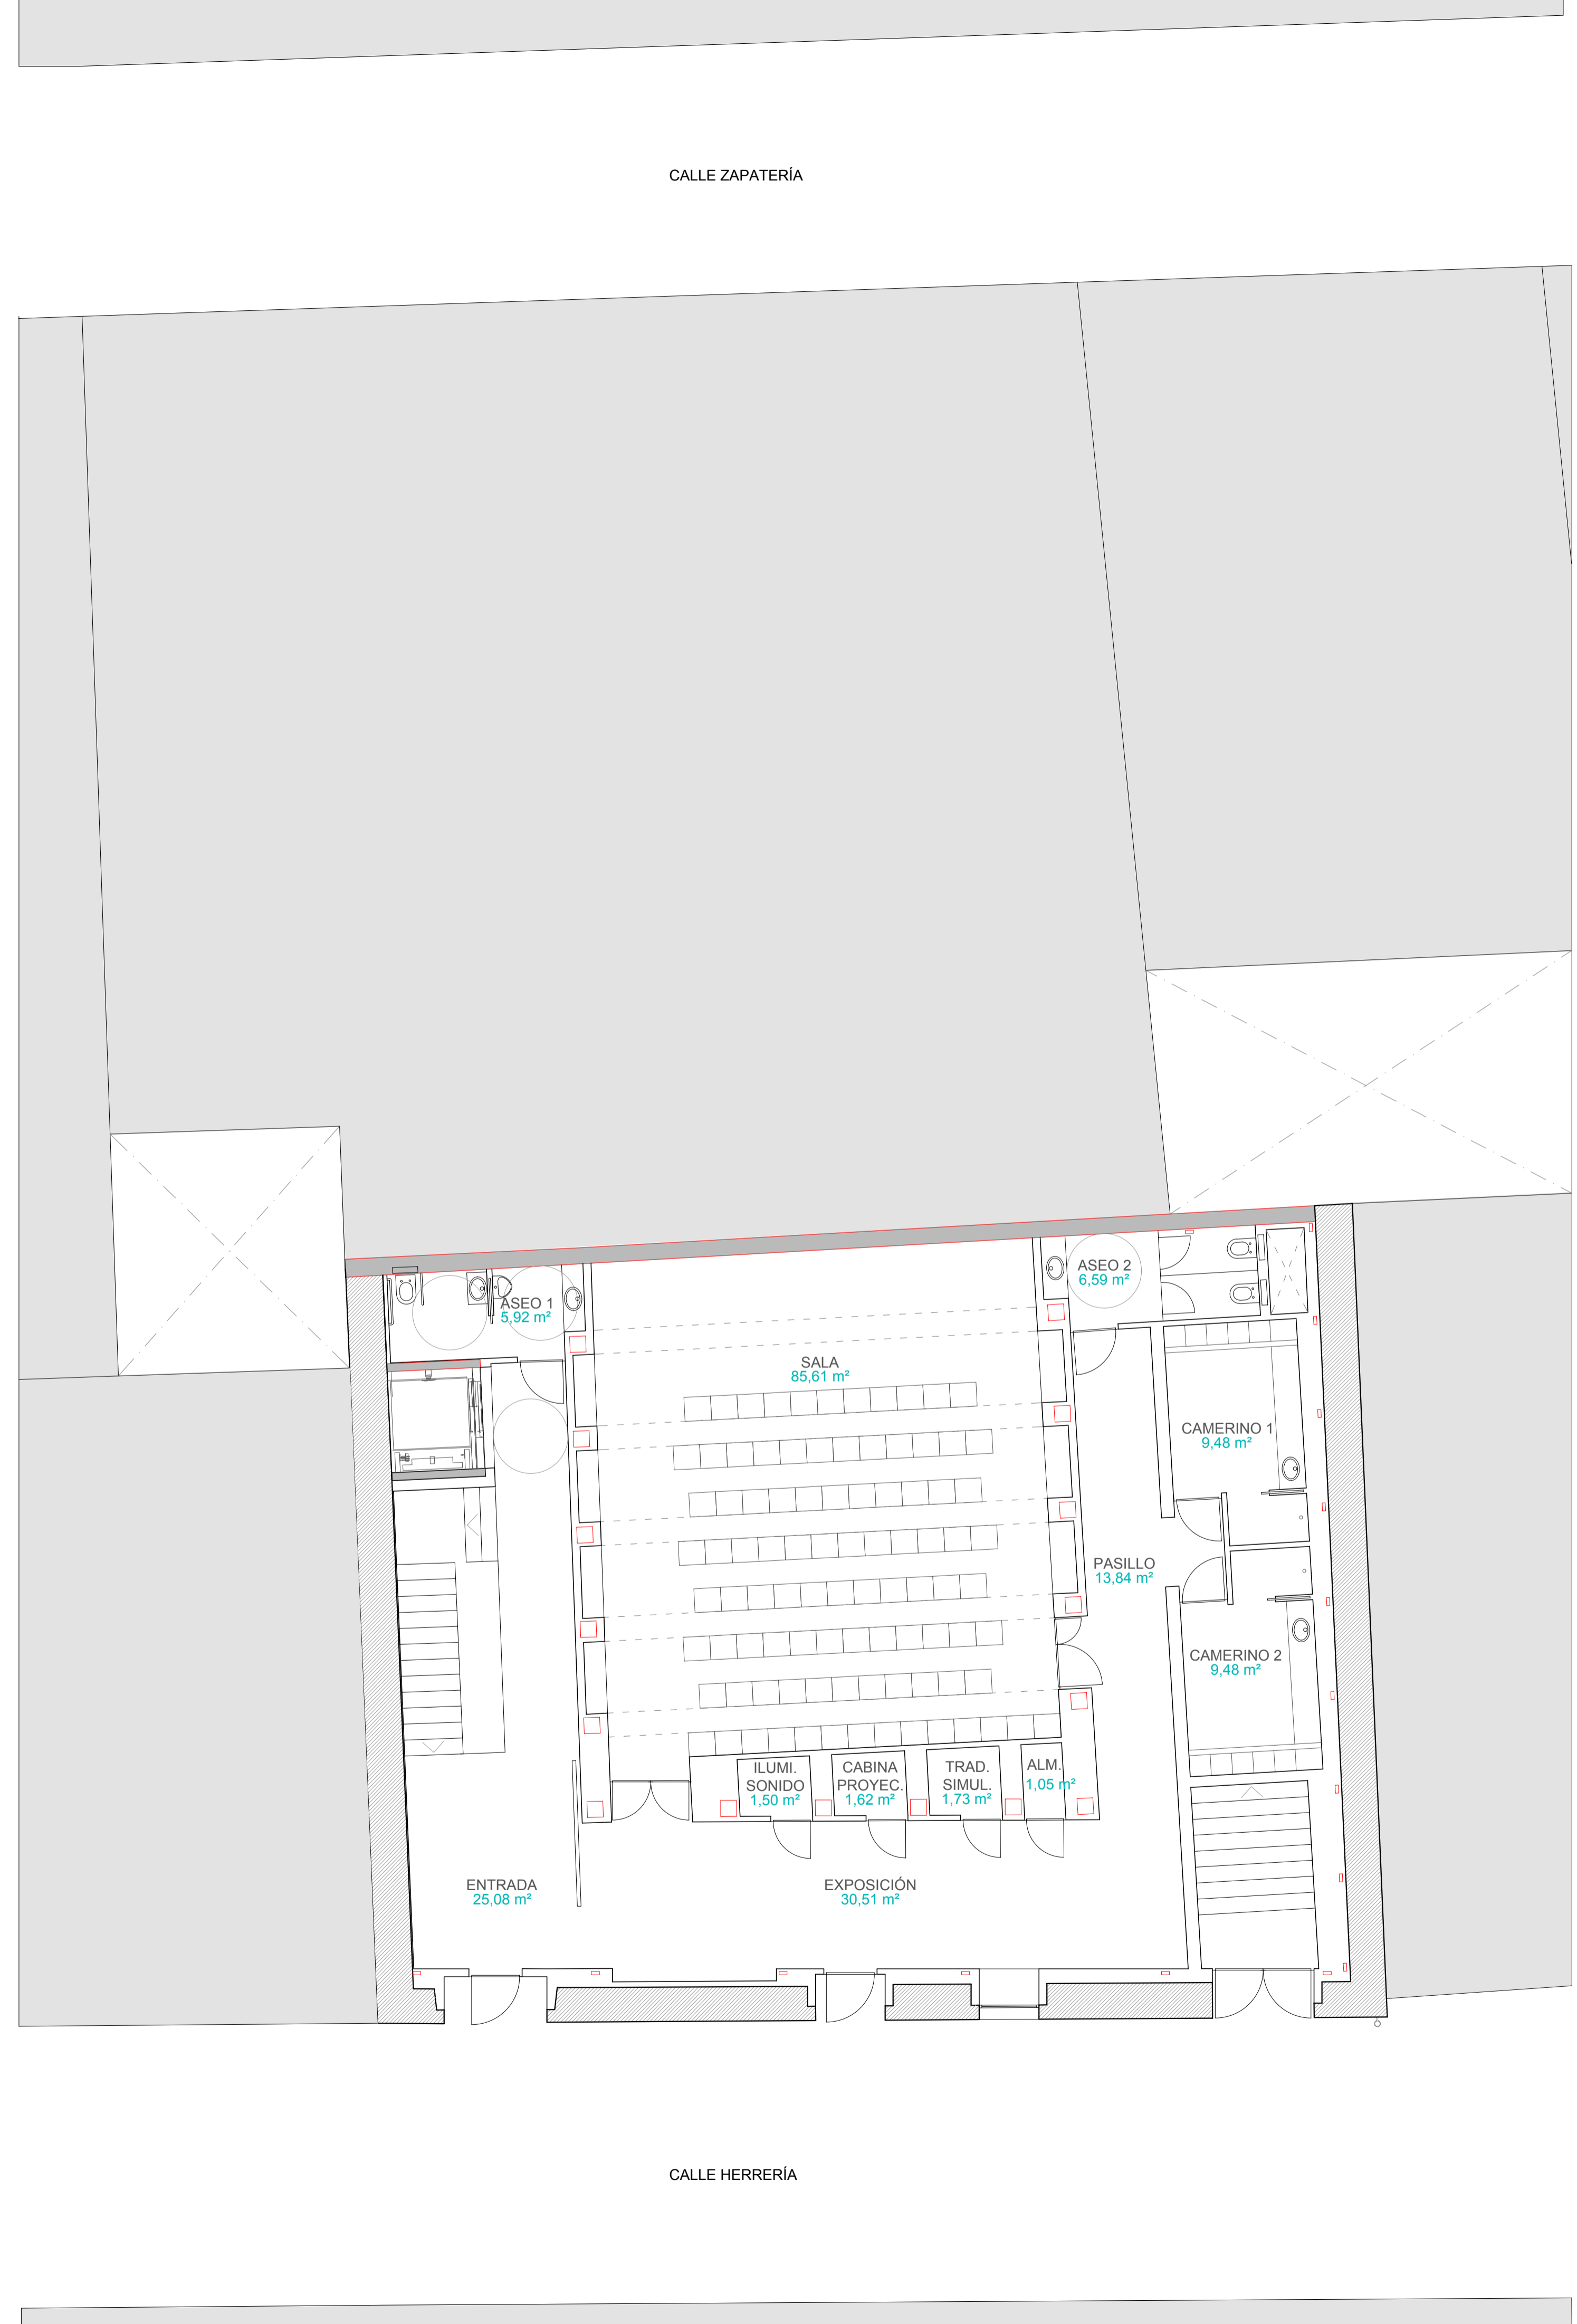 CALLE ZAPATERÍA
ASEO 2
6,59 m²
ASEO 1
5,92 m²
SALA
85,61 m²
CAMERINO 1
9,48 m²
PASILLO
13,84 m²
CAMERINO 2
9,48 m²
ILUMI.
SONIDO
1,50 m²
CABINA
PROYEC.
1,62 m²
TRAD.
SIMUL.
1,73 m²
ALM.
1,05 m²
ENTRADA
25,08 m²
EXPOSICIÓN
30,51 m²
CALLE HERRERÍA